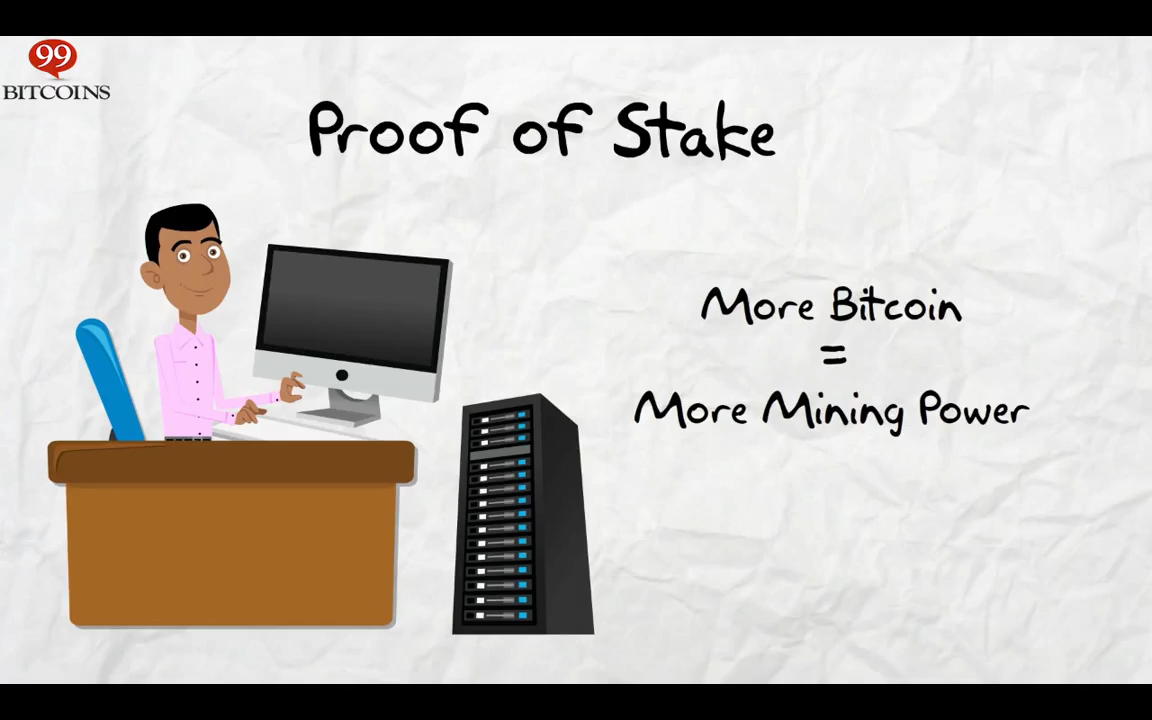 99
BITCOINS
Proof of Stake
More Bitcoin
=
More Mining Power